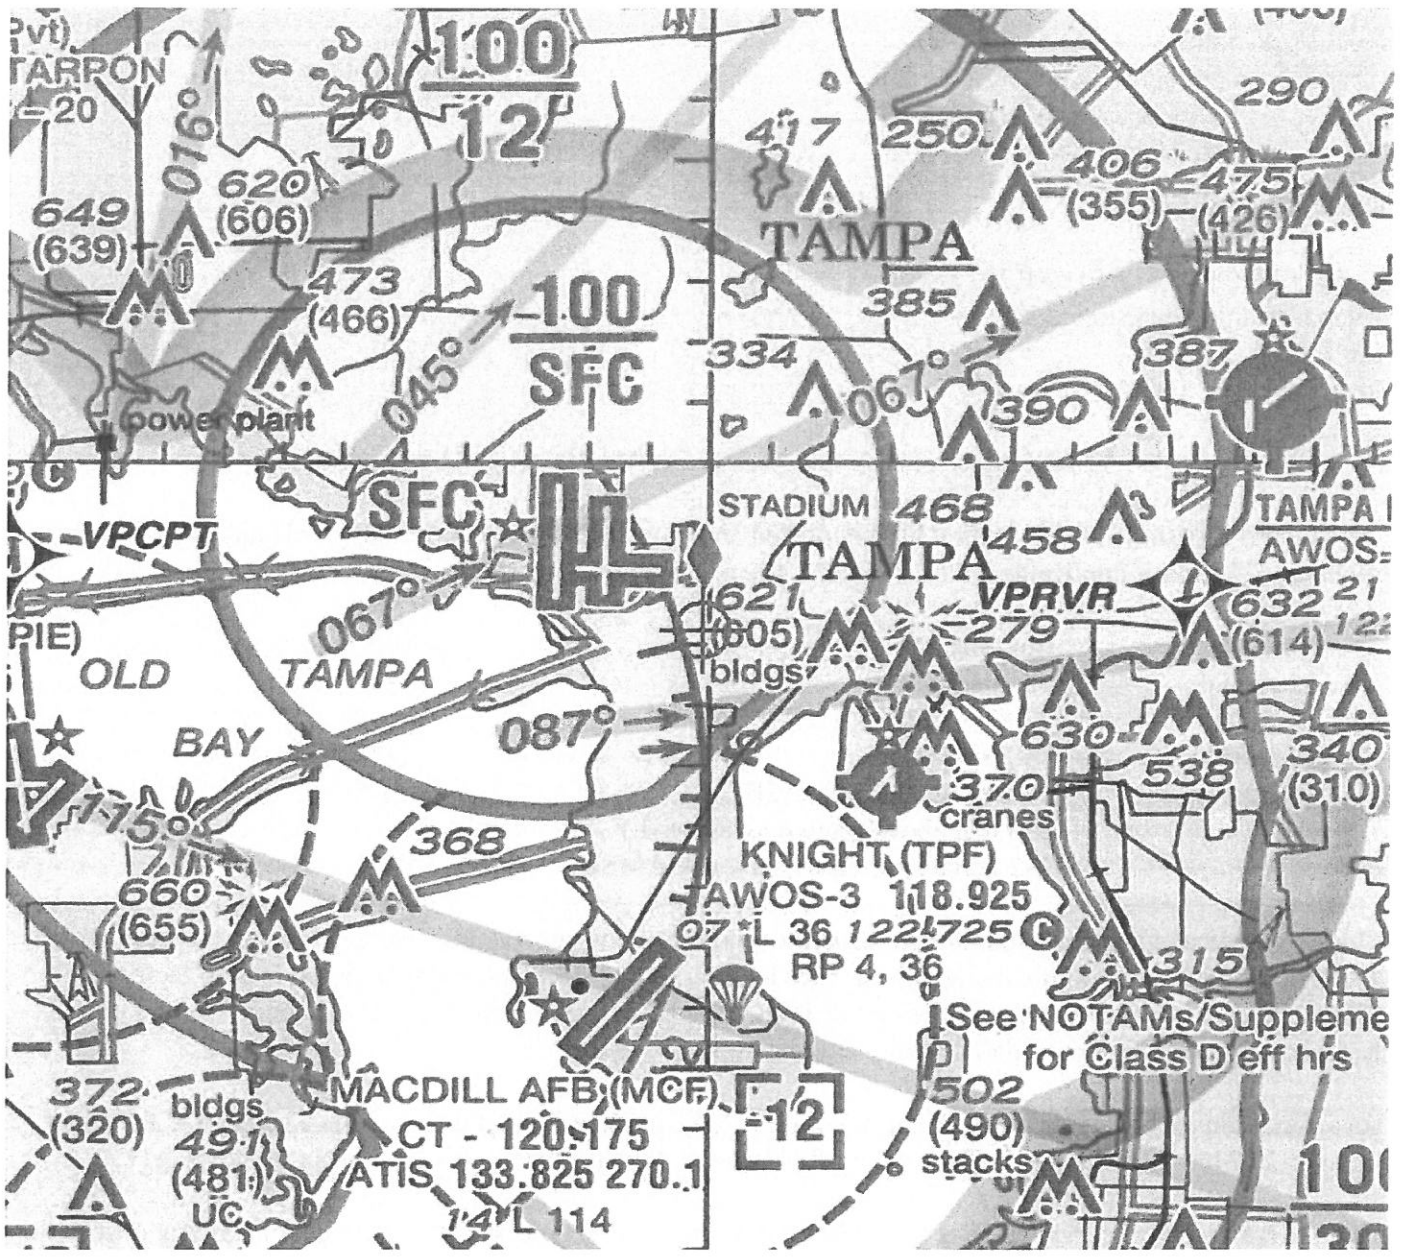 Pvt)
TARPON
- 20
016°
649
(639)
620
(606)
473
(466)
100
12
417
250
290
406
(355)
475
(426)
TAMPA
385
100
SFC
045°
334
067°
390
387
power plant
C
VPCPT
SFC
STADIUM
468
458
TAMPA
TAMPA
AWOS-
VPRVR
279
621
(605)
bldgs
632
(614)
21
122
067°
PIE)
OLD TAMPA
BAY
087°
115°
630
538
340
(310)
370
cranes
368
660
(655)
KNIGHT (TPF)
AWOS-3 118.925
07 *L 36 122.725 C
RP 4, 36
315
See NOTAMs/Suppleme
for Class D eff hrs
372
(320)
bldgs
491
(481)
UC
MACDILL AFB (MCF)
CT - 120.175
ATIS 133.825 270.1
14 *L 114
-12
502
(490)
stacks
100
30